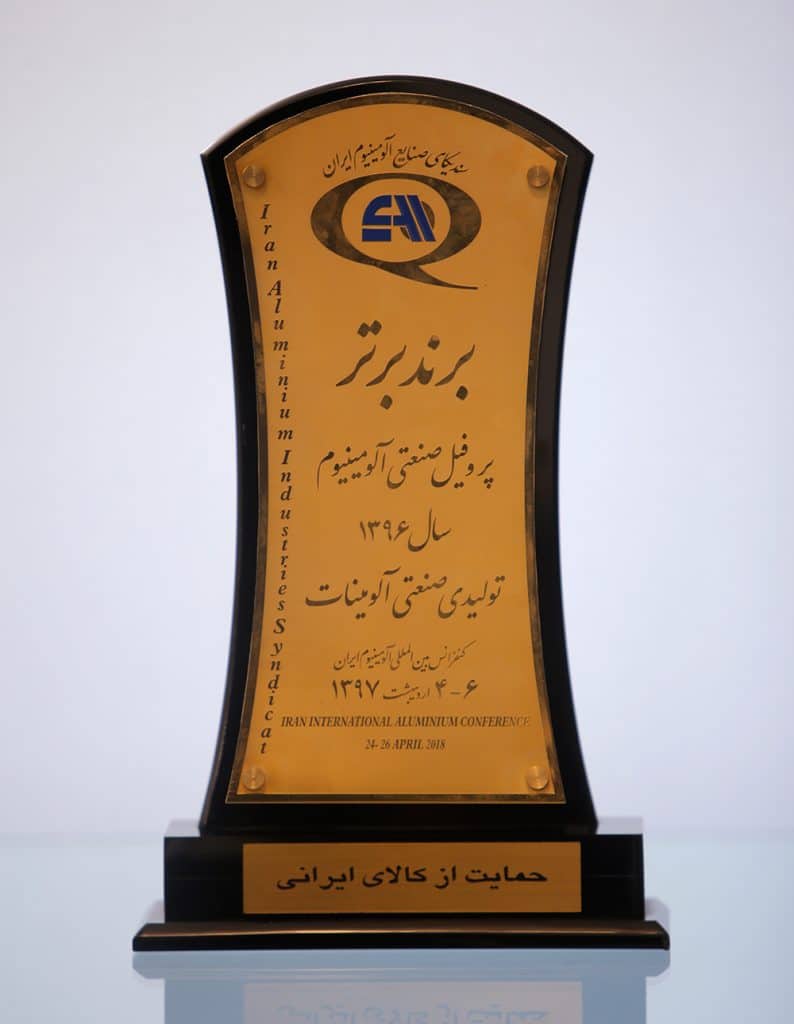 سندیکای صنایع آلومینیوم ایران
Iran Aluminium Industries Syndicat
برند برتر
پروفیل صنعتی آلومینیوم
سال ۱۳۹۶
تولیدی صنعتی آلومینات
کنفرانس بین المللی آلومینیوم ایران
۴-۶ اردیبهشت ۱۳۹۷
IRAN INTERNATIONAL ALUMINIUM CONFERENCE
24- 26 APRIL 2018
حمایت از کالای ایرانی